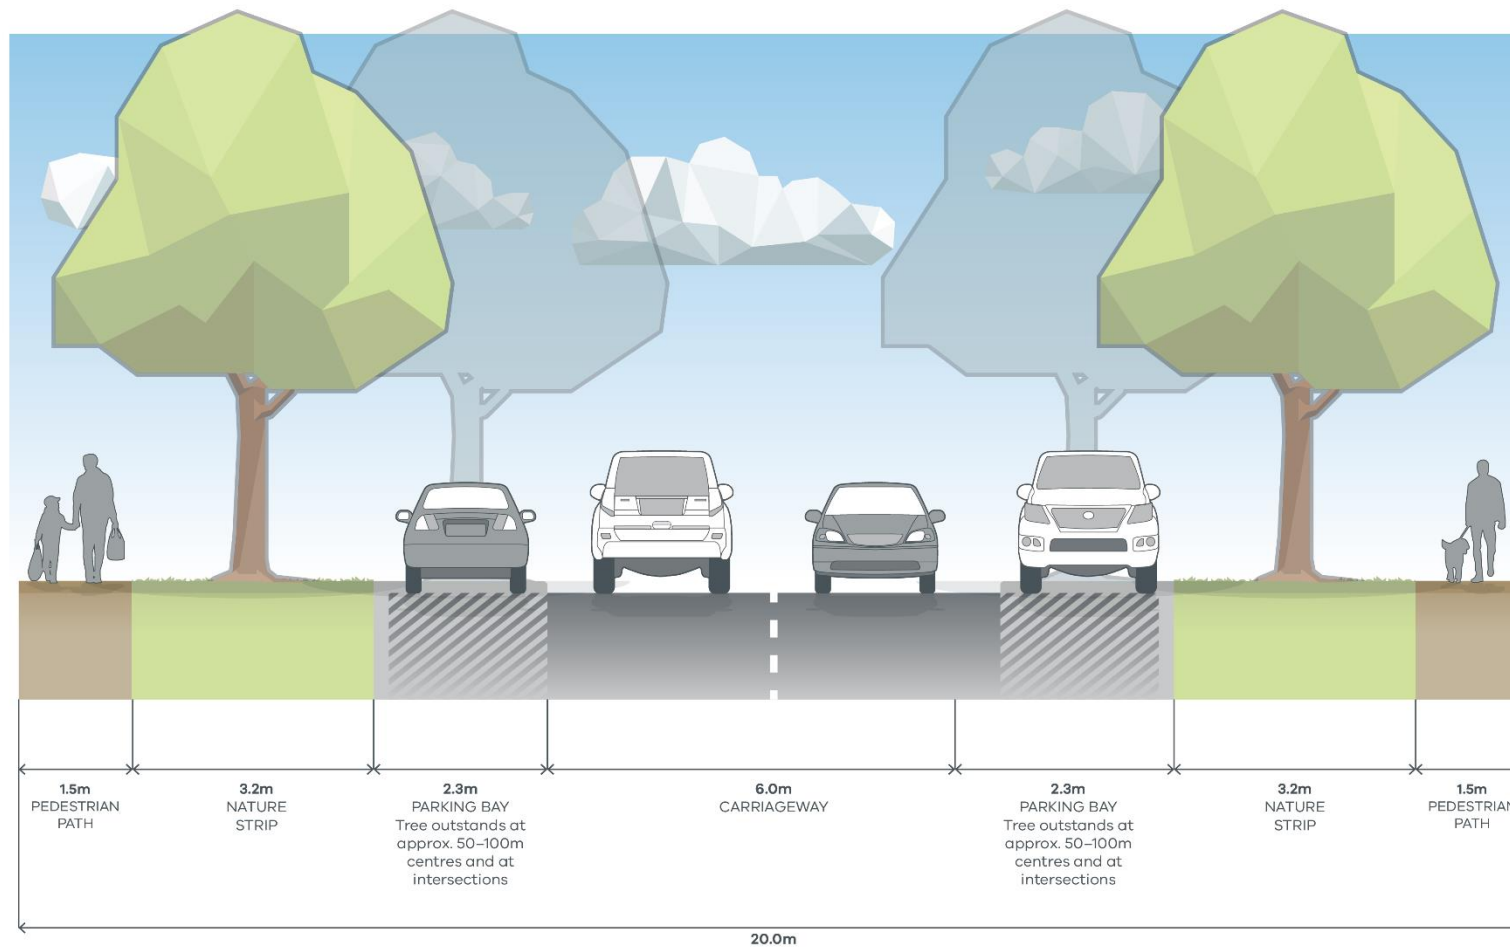 1.5m
PEDESTRIAN
PATH
3.2m
NATURE
STRIP
2.3m
PARKING BAY
Tree outstands at
approx. 50–100m
centres and at
intersections
6.0m
CARRIAGEWAY
2.3m
PARKING BAY
Tree outstands at
approx. 50–100m
centres and at
intersections
3.2m
NATURE
STRIP
1.5m
PEDESTRIAN
PATH
20.0m